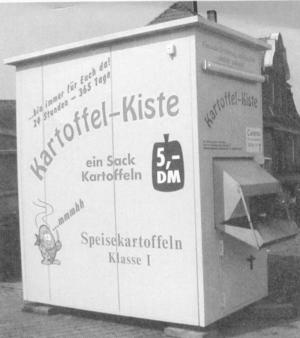 ...bin immer für Euch da!
24 Stunden - 365 Tage
Kartoffel-Kiste
ein Sack
Kartoffeln
5,-
DM
...mmmhh
Speisekartoffeln
Klasse I
Kartoffel-Kiste